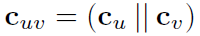 c_{uv} = (c_u || c_v)